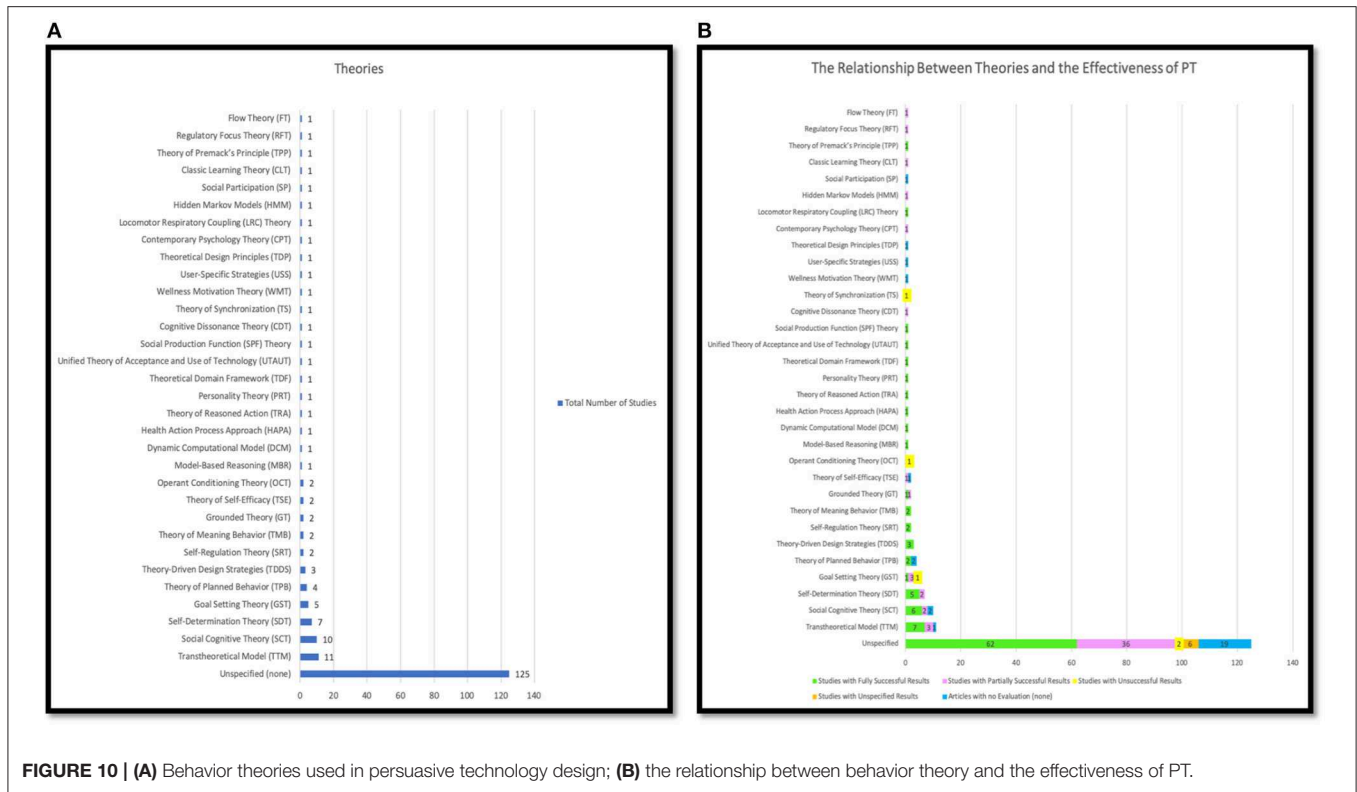 A
Theories
Flow Theory (FT) 1
Regulatory Focus Theory (RFT) 1
Theory of Premack's Principle (TPP) 1
Classic Learning Theory (CLT) 1
Social Participation (SP) 1
Hidden Markov Models (HMM) 1
Locomotor Respiratory Coupling (LRC) Theory 1
Contemporary Psychology Theory (CPT) 1
Theoretical Design Principles (TDP) 1
User-Specific Strategies (USS) 1
Wellness Motivation Theory (WMT) 1
Theory of Synchronization (TS) 1
Cognitive Dissonance Theory (CDT) 1
Social Production Function (SPF) Theory 1
Unified Theory of Acceptance and Use of Technology (UTAUT) 1
Theoretical Domain Framework (TDF) 1
Personality Theory (PRT) 1
Theory of Reasoned Action (TRA) 1
Health Action Process Approach (HAPA) 1
Dynamic Computational Model (DCM) 1
Model-Based Reasoning (MBR) 1
Operant Conditioning Theory (OCT) 2
Theory of Self-Efficacy (TSE) 2
Grounded Theory (GT) 2
Theory of Meaning Behavior (TMB) 2
Self-Regulation Theory (SRT) 2
Theory-Driven Design Strategies (TDDS) 3
Theory of Planned Behavior (TPB) 4
Goal Setting Theory (GST) 5
Self-Determination Theory (SDT) 7
Social Cognitive Theory (SCT) 10
Transtheoretical Model (TTM) 11
Unspecified (none) 125
0 20 40 60 80 100 120 140
Total Number of Studies
B
The Relationship Between Theories and the Effectiveness of PT
Flow Theory (FT) 1
Regulatory Focus Theory (RFT) 1
Theory of Premack's Principle (TPP) 1
Classic Learning Theory (CLT) 1
Social Participation (SP) 1
Hidden Markov Models (HMM) 1
Locomotor Respiratory Coupling (LRC) Theory 1
Contemporary Psychology Theory (CPT) 1
Theoretical Design Principles (TDP) 1
User-Specific Strategies (USS) 1
Wellness Motivation Theory (WMT) 1
Theory of Synchronization (TS) 1
Cognitive Dissonance Theory (CDT) 1
Social Production Function (SPF) Theory 1
Unified Theory of Acceptance and Use of Technology (UTAUT) 1
Theoretical Domain Framework (TDF) 1
Personality Theory (PRT) 1
Theory of Reasoned Action (TRA) 1
Health Action Process Approach (HAPA) 1
Dynamic Computational Model (DCM) 1
Model-Based Reasoning (MBR) 1
Operant Conditioning Theory (OCT) 1
Theory of Self-Efficacy (TSE) 1 1
Grounded Theory (GT) 1 1
Theory of Meaning Behavior (TMB) 2
Self-Regulation Theory (SRT) 2
Theory-Driven Design Strategies (TDDS) 3
Theory of Planned Behavior (TPB) 2 2
Goal Setting Theory (GST) 1 3 1
Self-Determination Theory (SDT) 5 2
Social Cognitive Theory (SCT) 6 2 2
Transtheoretical Model (TTM) 7 3 1
Unspecified 62 36 2 6 19
0 20 40 60 80 100 120 140
Studies with Fully Successful Results Studies with Partially Successful Results Studies with Unsuccessful Results
Studies with Unspecified Results Articles with no Evaluation (none)
FIGURE 10 | (A) Behavior theories used in persuasive technology design; (B) the relationship between behavior theory and the effectiveness of PT.